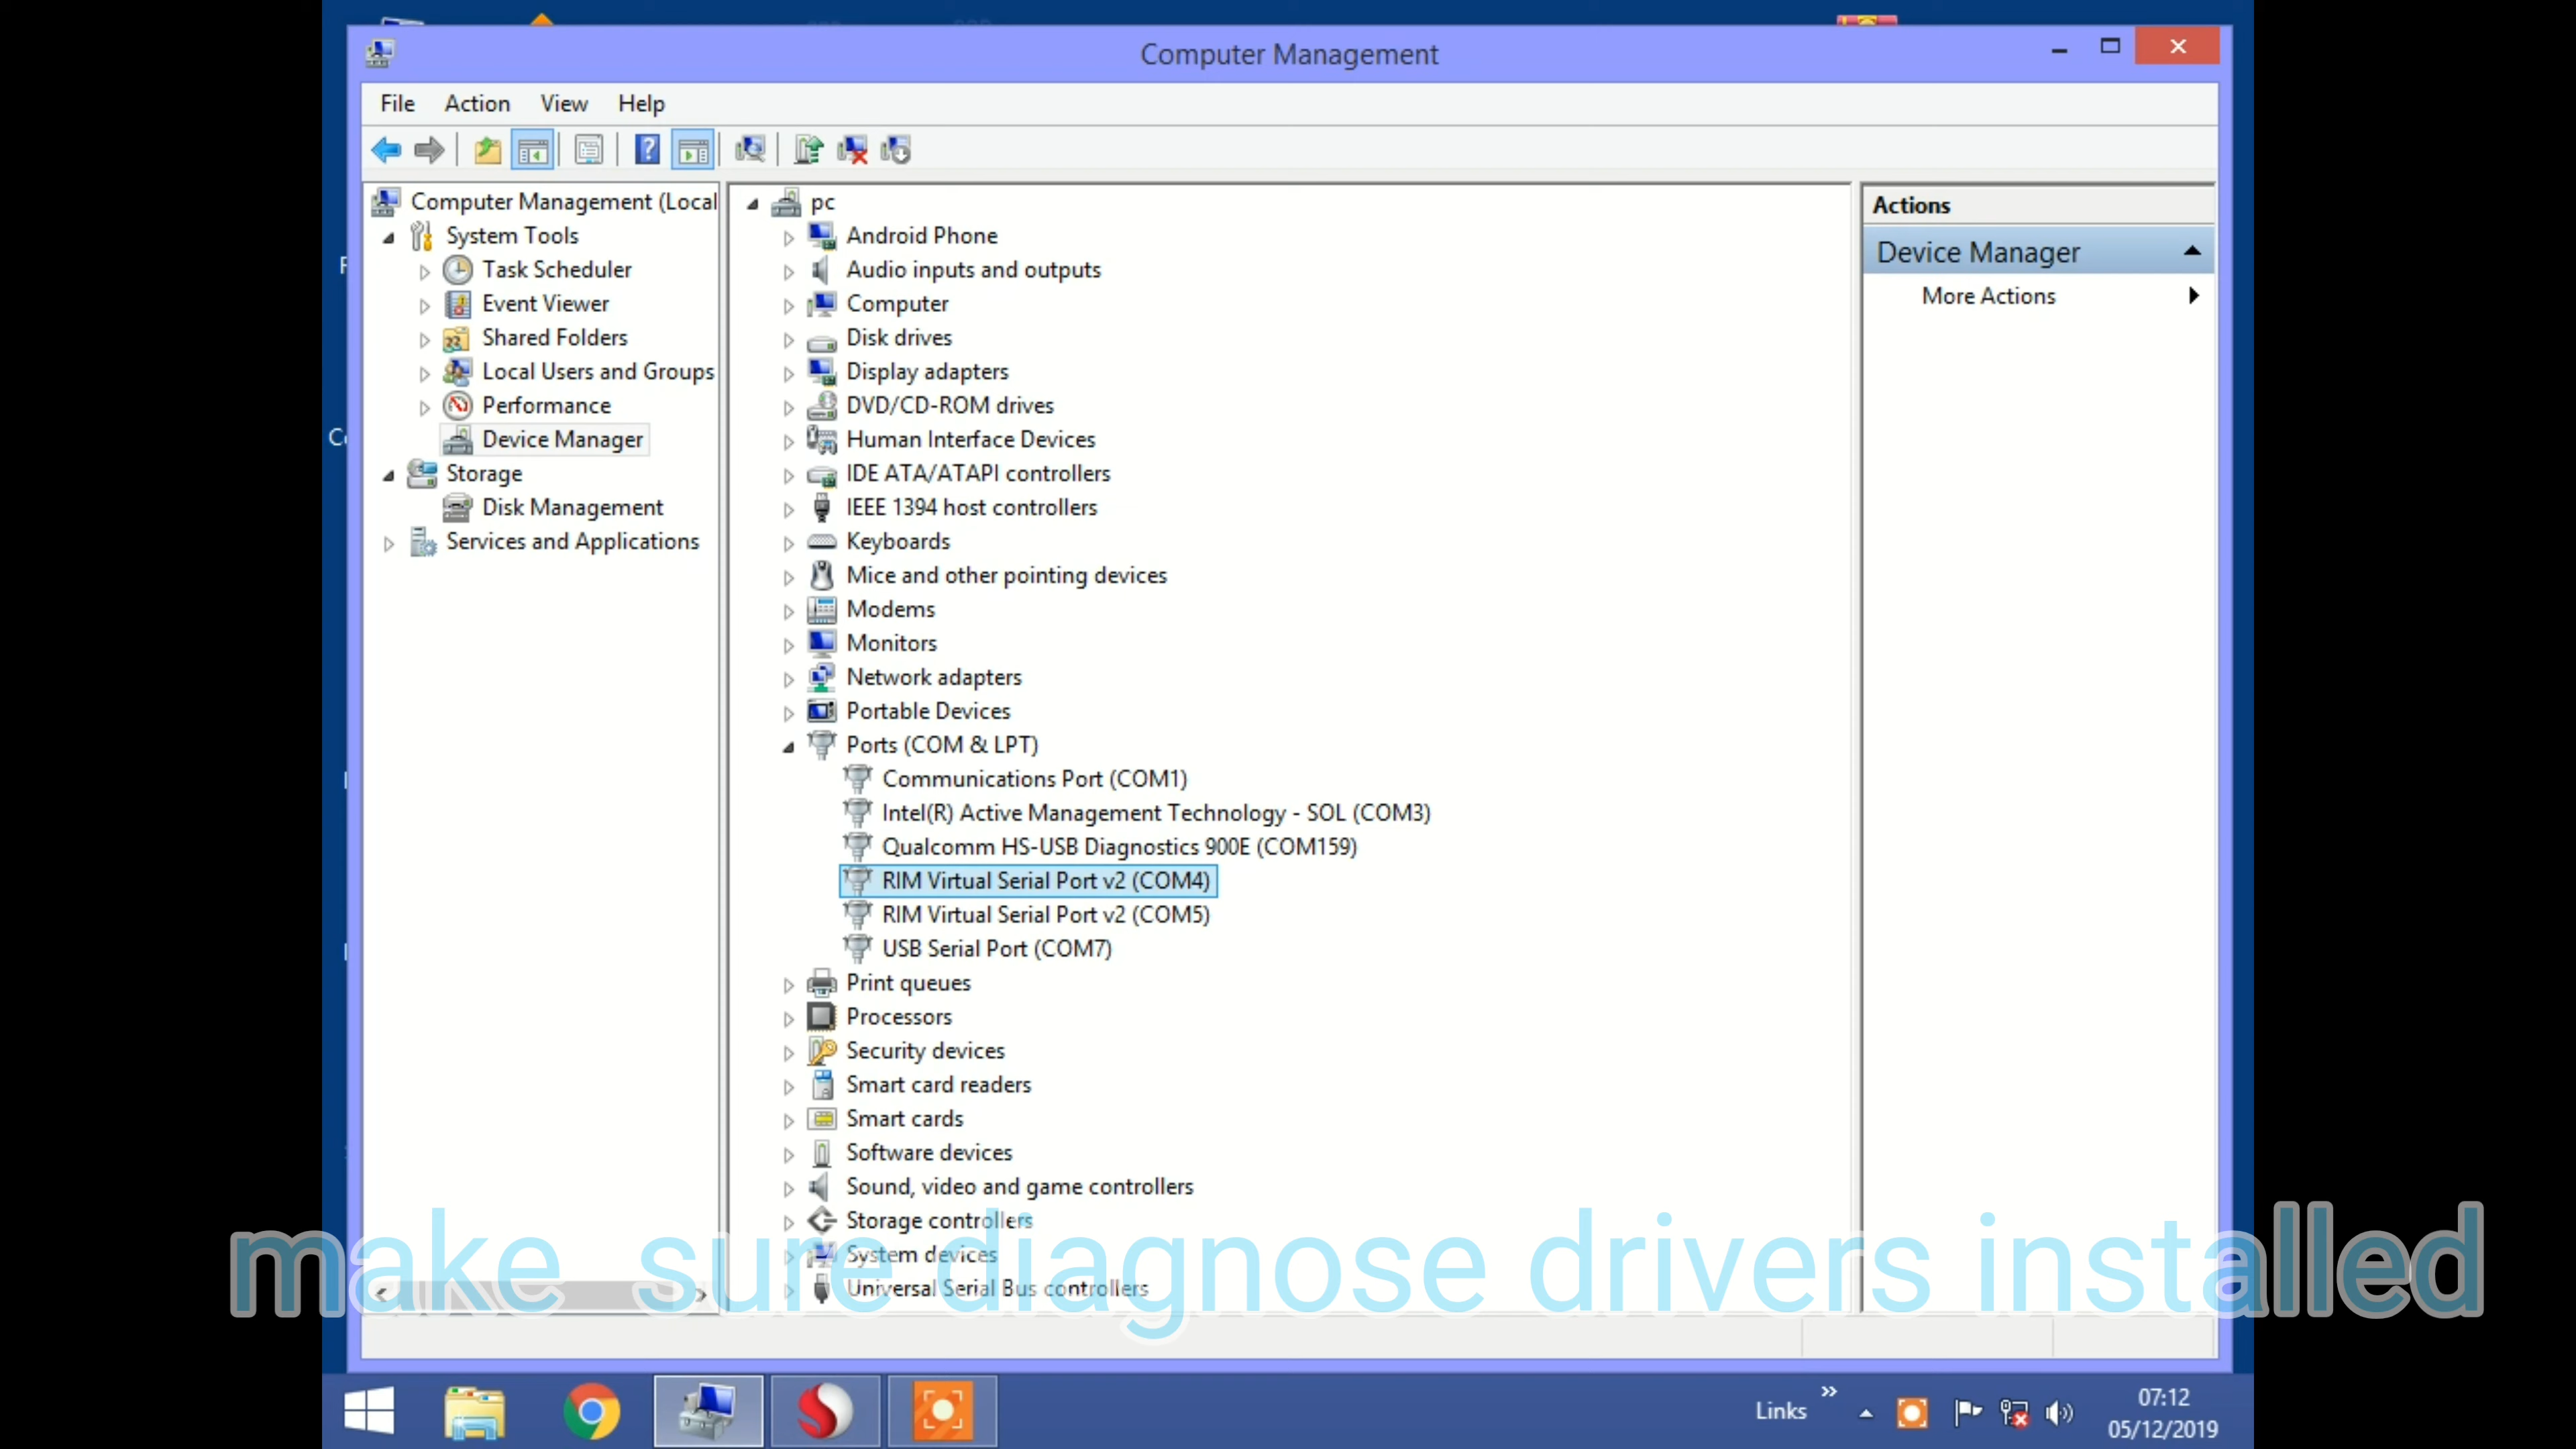 Computer Management
File Action View Help
Computer Management (Local
System Tools
Task Scheduler
Event Viewer
Shared Folders
Local Users and Groups
Performance
Device Manager
Storage
Disk Management
Services and Applications
pc
Android Phone
Audio inputs and outputs
Computer
Disk drives
Display adapters
DVD/CD-ROM drives
Human Interface Devices
IDE ATA/ATAPI controllers
IEEE 1394 host controllers
Keyboards
Mice and other pointing devices
Modems
Monitors
Network adapters
Portable Devices
Ports (COM & LPT)
Communications Port (COM1)
Intel(R) Active Management Technology - SOL (COM3)
Qualcomm HS-USB Diagnostics 900E (COM159)
RIM Virtual Serial Port v2 (COM4)
RIM Virtual Serial Port v2 (COM5)
USB Serial Port (COM7)
Print queues
Processors
Security devices
Smart card readers
Smart cards
Software devices
Sound, video and game controllers
Storage controllers
System devices
Universal Serial Bus controllers
Actions
Device Manager
More Actions
make sure diagnose drivers installed
Links
07:12
05/12/2019